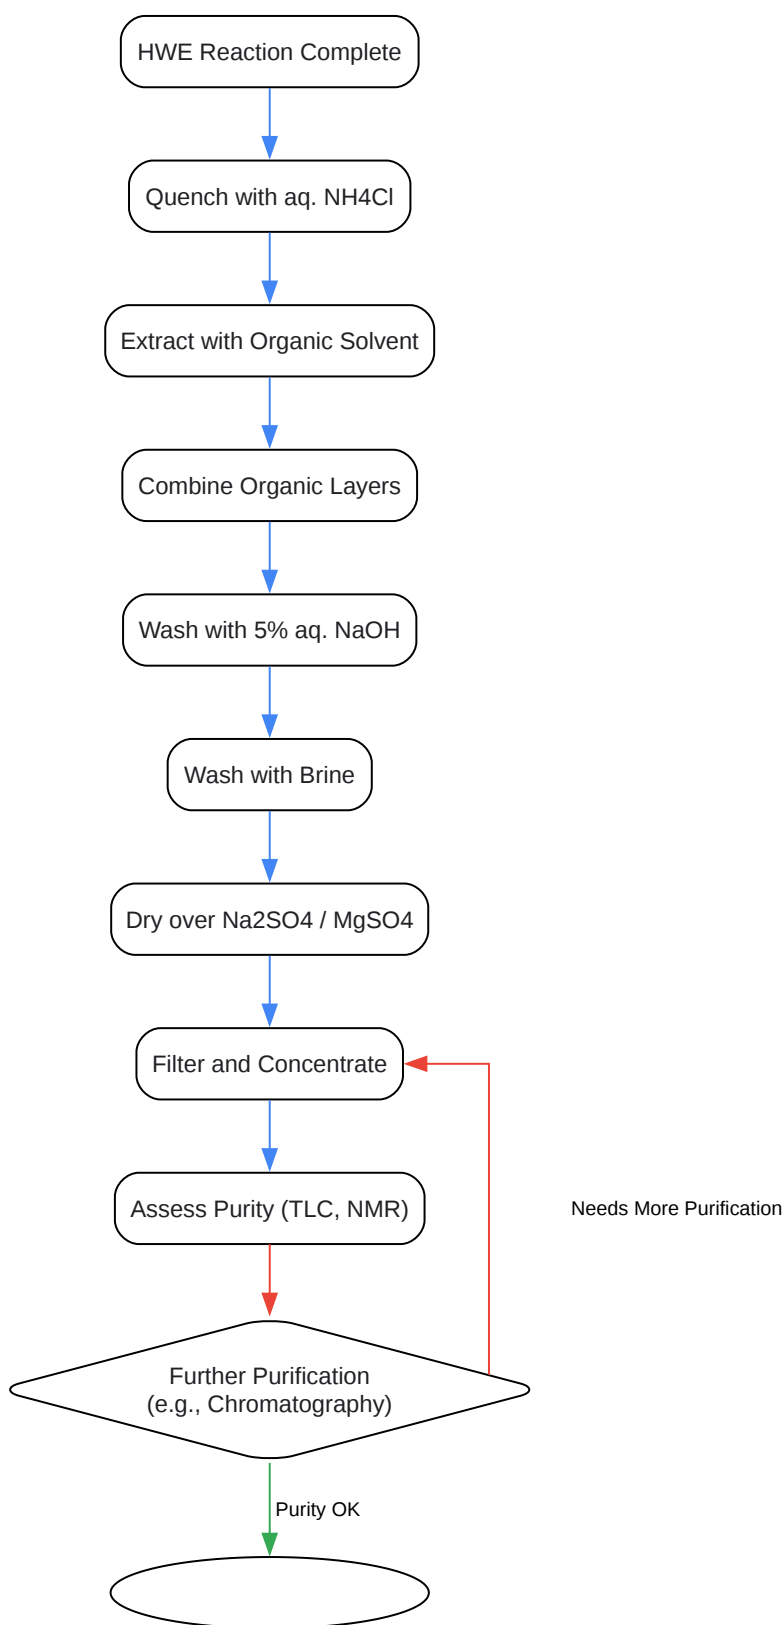 HWE Reaction Complete
Quench with aq. NH4Cl
Extract with Organic Solvent
Combine Organic Layers
Wash with 5% aq. NaOH
Wash with Brine
Dry over Na2SO4 / MgSO4
Filter and Concentrate
Assess Purity (TLC, NMR)
Needs More Purification
Further Purification
(e.g., Chromatography)
Purity OK